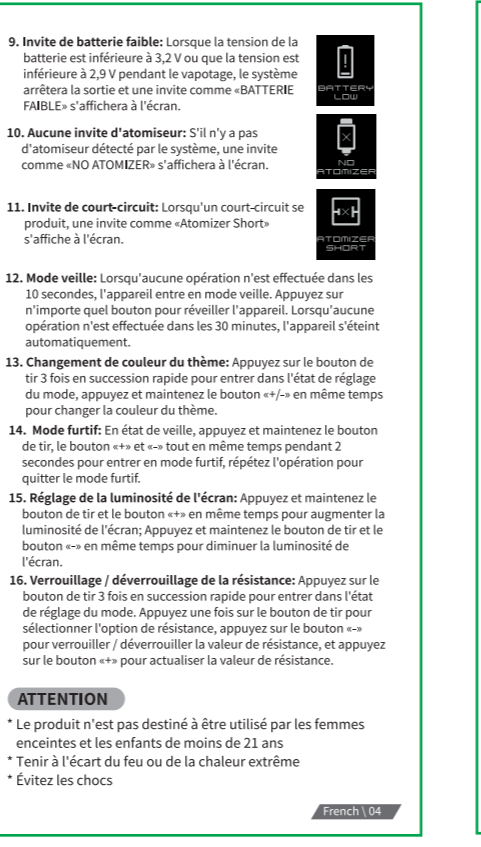 9. Invite de batterie faible: Lorsque la tension de la
batterie est inférieure à 3,2 V ou que la tension est
inférieure à 2,9 V pendant le vapotage, le système
arrêtera la sortie et une invite comme «BATTERIE
FAIBLE» s'affichera à l'écran.
BATTERY
LOW
10. Aucune invite d'atomiseur: S'il n'y a pas
d'atomiseur détecté par le système, une invite
comme «NO ATOMIZER» s'affichera à l'écran.
NO
ATOMIZER
11. Invite de court-circuit: Lorsqu'un court-circuit se
produit, une invite comme «Atomizer Short»
s'affiche à l'écran.
ATOMIZER
SHORT
12. Mode veille: Lorsqu'aucune opération n'est effectuée dans les
10 secondes, l'appareil entre en mode veille. Appuyez sur
n'importe quel bouton pour réveiller l'appareil. Lorsqu'aucune
opération n'est effectuée dans les 30 minutes, l'appareil s'éteint
automatiquement.
13. Changement de couleur du thème: Appuyez sur le bouton de
tir 3 fois en succession rapide pour entrer dans l'état de réglage
du mode, appuyez et maintenez le bouton «+/-» en même temps
pour changer la couleur du thème.
14. Mode furtif: En état de veille, appuyez et maintenez le bouton
de tir, le bouton «+» et «-» tout en même temps pendant 2
secondes pour entrer en mode furtif, répétez l'opération pour
quitter le mode furtif.
15. Réglage de la luminosité de l'écran: Appuyez et maintenez le
bouton de tir et le bouton «+» en même temps pour augmenter la
luminosité de l'écran; Appuyez et maintenez le bouton de tir et le
bouton «-» en même temps pour diminuer la luminosité de
l'écran.
16. Verrouillage / déverrouillage de la résistance: Appuyez sur le
bouton de tir 3 fois en succession rapide pour entrer dans l'état
de réglage du mode. Appuyez une fois sur le bouton de tir pour
sélectionner l'option de résistance, appuyez sur le bouton «-»
pour verrouiller / déverrouiller la valeur de résistance, et appuyez
sur le bouton «+» pour actualiser la valeur de résistance.
ATTENTION
* Le produit n'est pas destiné à être utilisé par les femmes
enceintes et les enfants de moins de 21 ans
* Tenir à l'écart du feu ou de la chaleur extrême
* Évitez les chocs
French \ 04